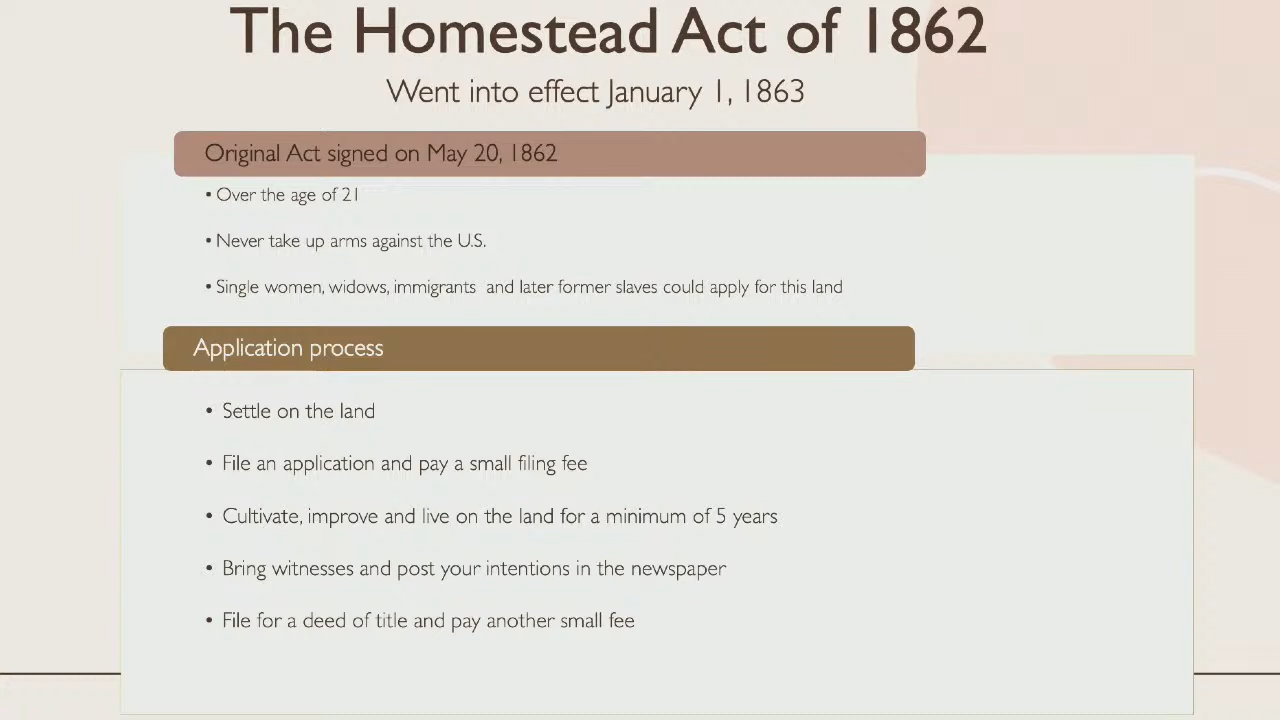 The Homestead Act of 1862
Went into effect January 1, 1863
Original Act signed on May 20, 1862
• Over the age of 21
• Never take up arms against the U.S.
• Single women, widows, immigrants and later former slaves could apply for this land
Application process
• Settle on the land
• File an application and pay a small filing fee
• Cultivate, improve and live on the land for a minimum of 5 years
• Bring witnesses and post your intentions in the newspaper
• File for a deed of title and pay another small fee